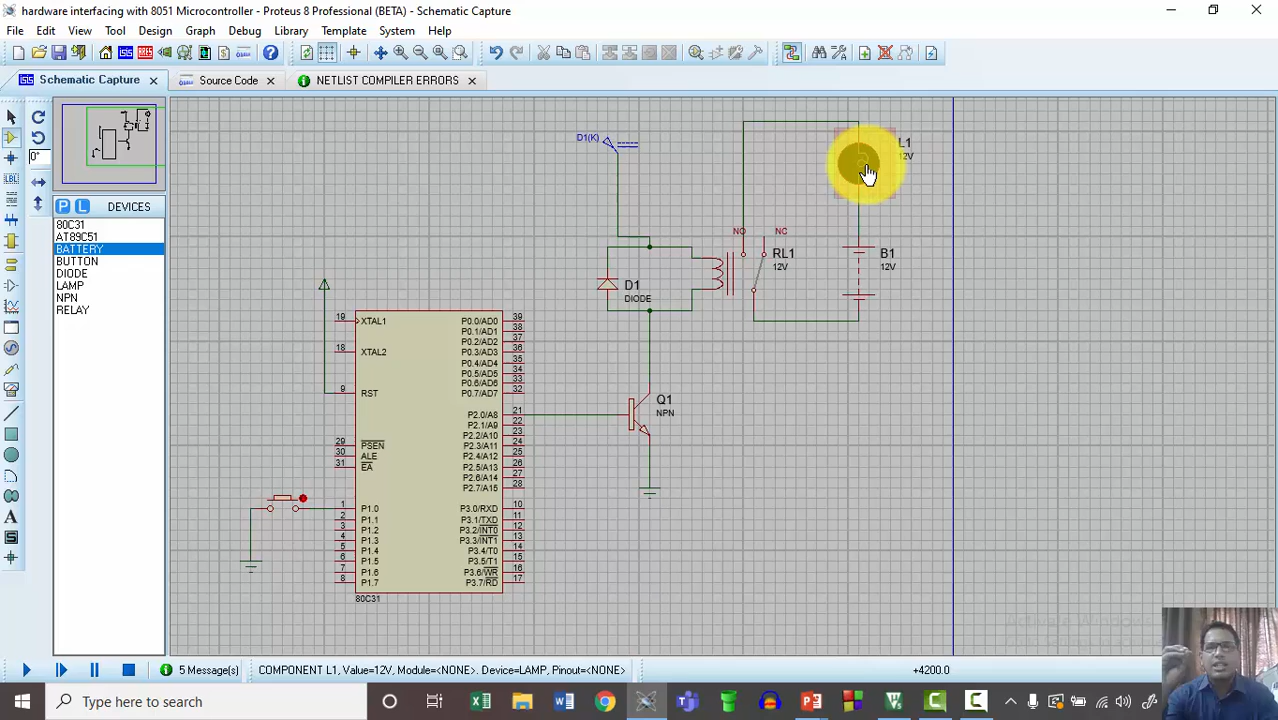 hardware interfacing with 8051 Microcontroller - Proteus 8 Professional (BETA) - Schematic Capture
File Edit View Tool Design Graph Debug Library Template System Help
Schematic Capture
Source Code
NETLIST COMPILER ERRORS
0°
P L DEVICES
80C31
AT89C51
BATTERY
BUTTON
DIODE
LAMP
NPN
RELAY
D1(K)
L1
12V
NO
NC
RL1
12V
B1
12V
D1
DIODE
Q1
NPN
19 XTAL1
18 XTAL2
9 RST
29 PSEN
30 ALE
31 EA
1 P1.0
2 P1.1
3 P1.2
4 P1.3
5 P1.4
6 P1.5
7 P1.6
8 P1.7
P0.0/AD0 39
P0.1/AD1 38
P0.2/AD2 37
P0.3/AD3 36
P0.4/AD4 35
P0.5/AD5 34
P0.6/AD6 33
P0.7/AD7 32
P2.0/A8 21
P2.1/A9 22
P2.2/A10 23
P2.3/A11 24
P2.4/A12 25
P2.5/A13 26
P2.6/A14 27
P2.7/A15 28
P3.0/RXD 10
P3.1/TXD 11
P3.2/INT0 12
P3.3/INT1 13
P3.4/T0 14
P3.5/T1 15
P3.6/WR 16
P3.7/RD 17
80C31
Activate Windows
5 Message(s)
COMPONENT L1, Value=12V, Module=<NONE>, Device=LAMP, Pinout=<NONE>
+4200.0
Type here to search